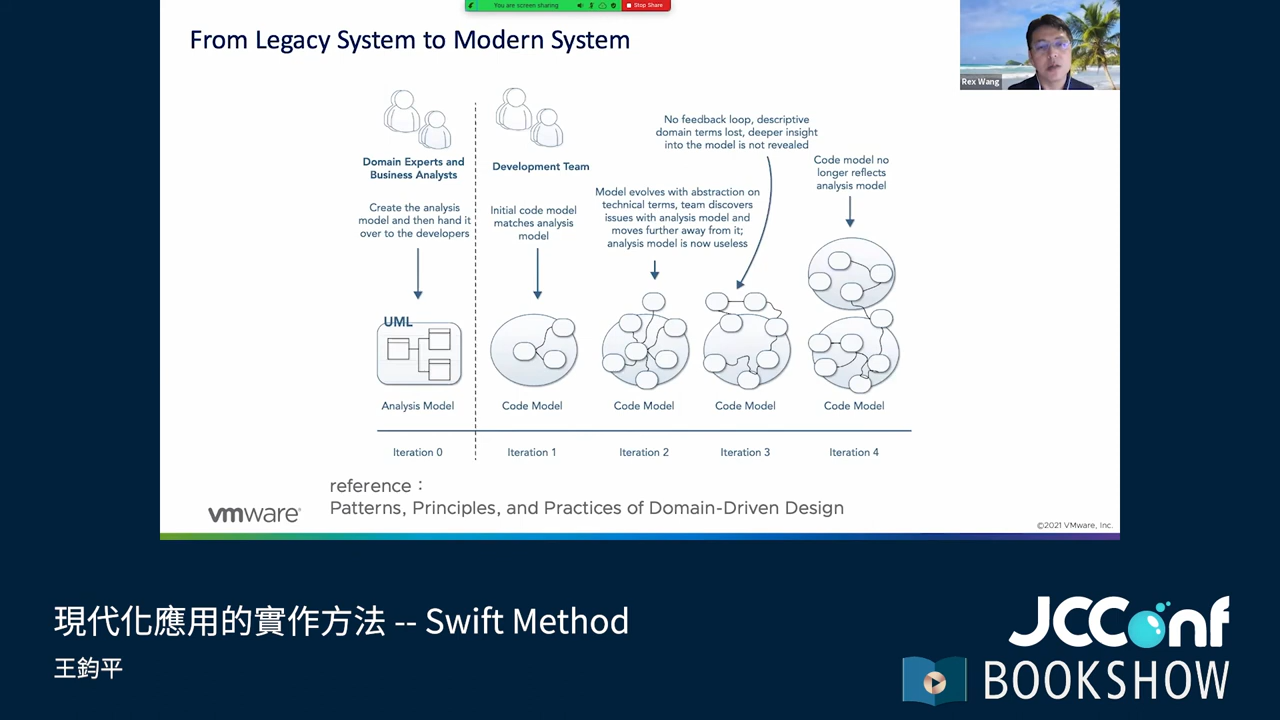 You are screen sharing
Stop Share
From Legacy System to Modern System
Rex Wang
Domain Experts and
Business Analysts
Create the analysis
model and then hand it
over to the developers
UML
Analysis Model
Iteration 0
Development Team
Initial code model
matches analysis
model
Code Model
Iteration 1
Model evolves with abstraction on
technical terms, team discovers
issues with analysis model and
moves further away from it;
analysis model is now useless
Code Model
Iteration 2
No feedback loop, descriptive
domain terms lost, deeper insight
into the model is not revealed
Code Model
Iteration 3
Code model no
longer reflects
analysis model
Code Model
Iteration 4
reference：
Patterns, Principles, and Practices of Domain-Driven Design
vmware®
©2021 VMware, Inc.
現代化應用的實作方法 -- Swift Method
王鈞平
JCConf
BOOKSHOW